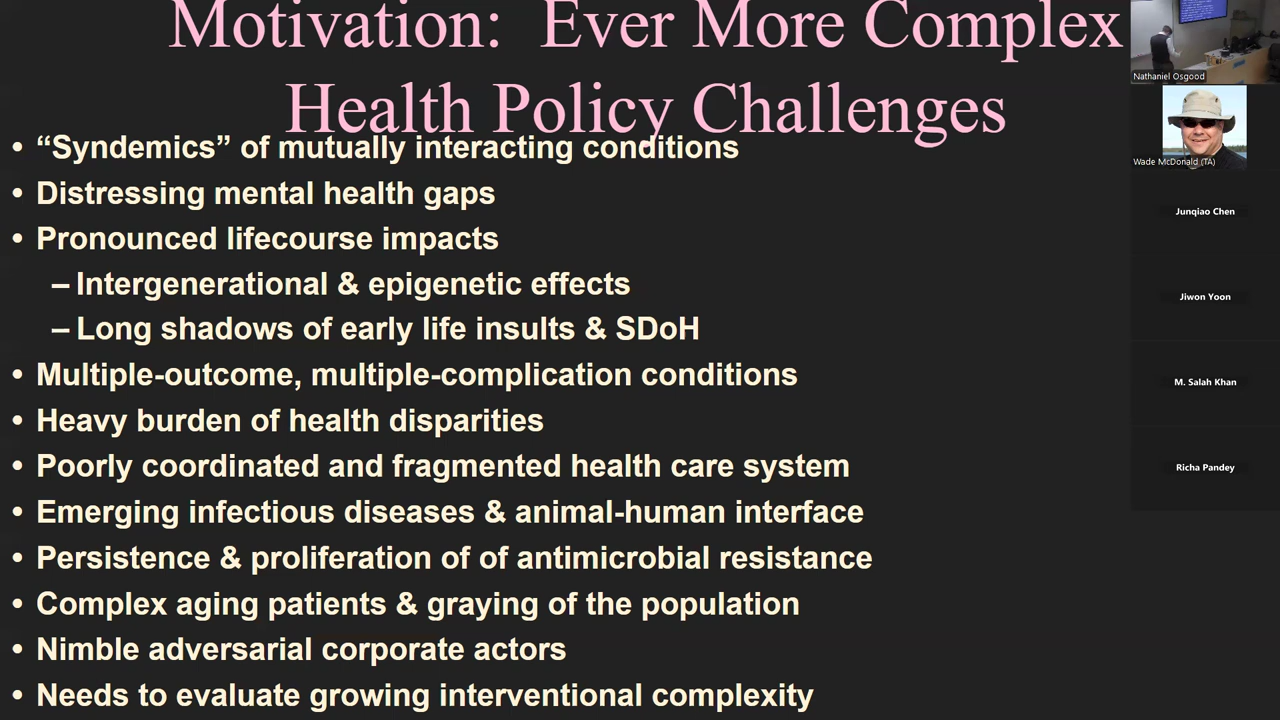 Motivation: Ever More Complex
Health Policy Challenges
• “Syndemics” of mutually interacting conditions
• Distressing mental health gaps
• Pronounced lifecourse impacts
– Intergenerational & epigenetic effects
– Long shadows of early life insults & SDoH
• Multiple-outcome, multiple-complication conditions
• Heavy burden of health disparities
• Poorly coordinated and fragmented health care system
• Emerging infectious diseases & animal-human interface
• Persistence & proliferation of of antimicrobial resistance
• Complex aging patients & graying of the population
• Nimble adversarial corporate actors
• Needs to evaluate growing interventional complexity
Nathaniel Osgood
Wade McDonald (TA)
Junqiao Chen
Jiwon Yoon
M. Salah Khan
Richa Pandey